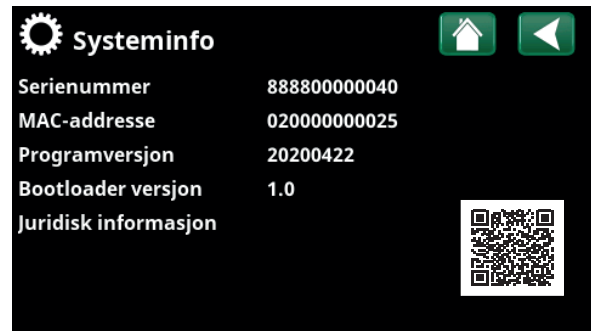 Systeminfo
Serienummer 888800000040
MAC-addresse 020000000025
Programversjon 20200422
Bootloader versjon 1.0
Juridisk informasjon